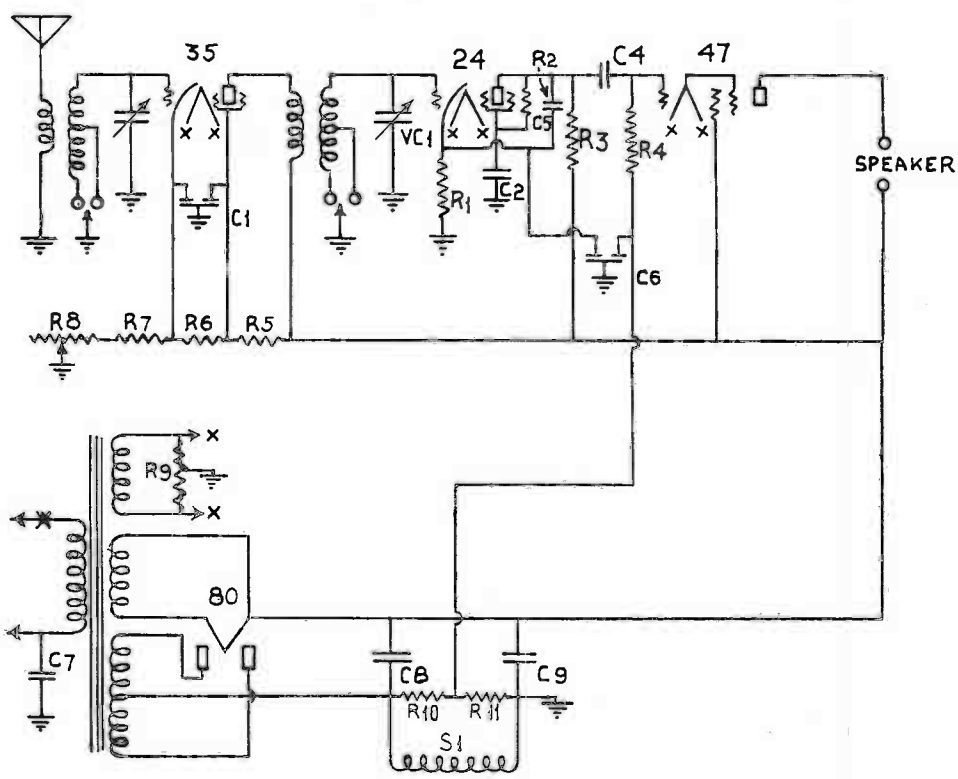 35
24
R2
C4
47
VC1
C5
R3
R4
SPEAKER
C1
R1
C2
C6
R8
R7
R6
R5
X
R9
X
80
C7
C8
C9
R10
R11
S1
X
X
X
X
X
X